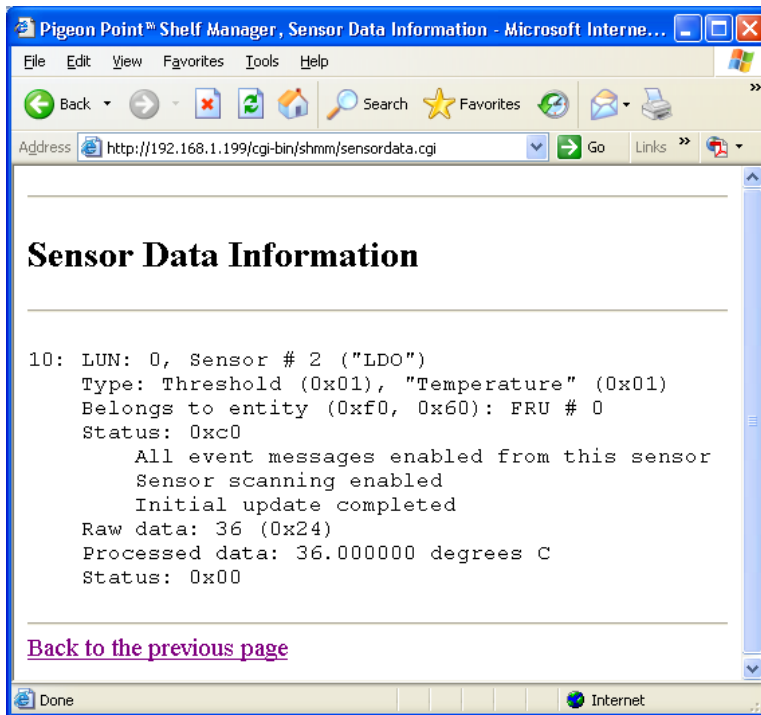 Pigeon Point™ Shelf Manager, Sensor Data Information - Microsoft Interne...
File Edit View Favorites Tools Help
Back Search Favorites »
Address http://192.168.1.199/cgi-bin/shmm/sensordata.cgi Go Links »
Sensor Data Information
10: LUN: 0, Sensor # 2 ("LDO")
Type: Threshold (0x01), "Temperature" (0x01)
Belongs to entity (0xf0, 0x60): FRU # 0
Status: 0xc0
All event messages enabled from this sensor
Sensor scanning enabled
Initial update completed
Raw data: 36 (0x24)
Processed data: 36.000000 degrees C
Status: 0x00
Back to the previous page
Done Internet